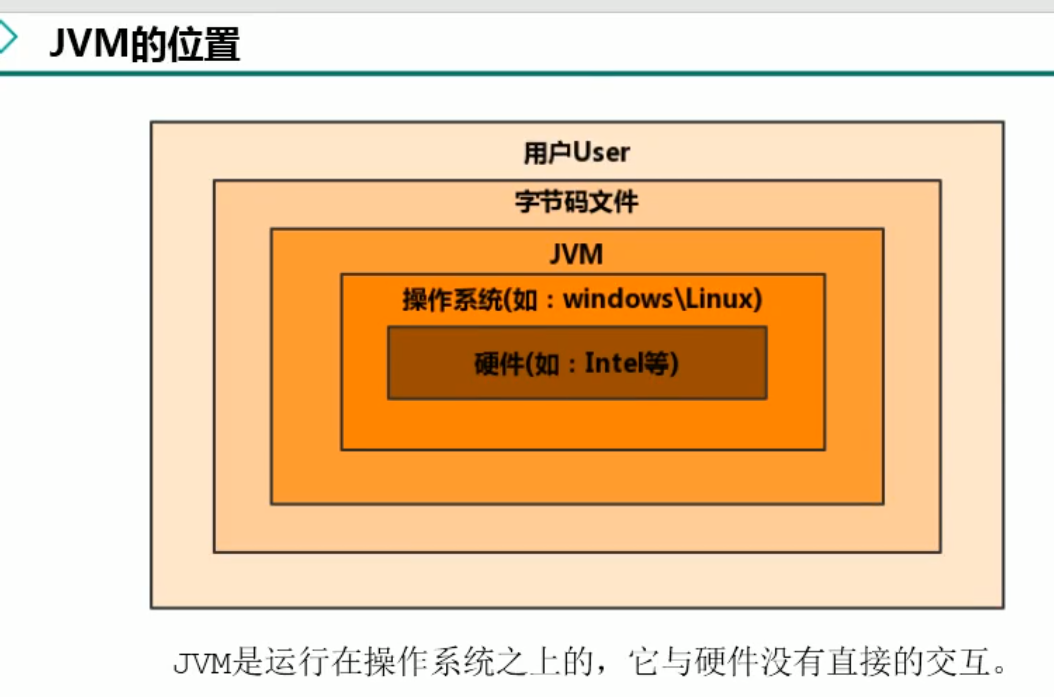 JVM的位置
用户User
字节码文件
JVM
操作系统(如：windows\Linux)
硬件(如：Intel等)
JVM是运行在操作系统之上的，它与硬件没有直接的交互。